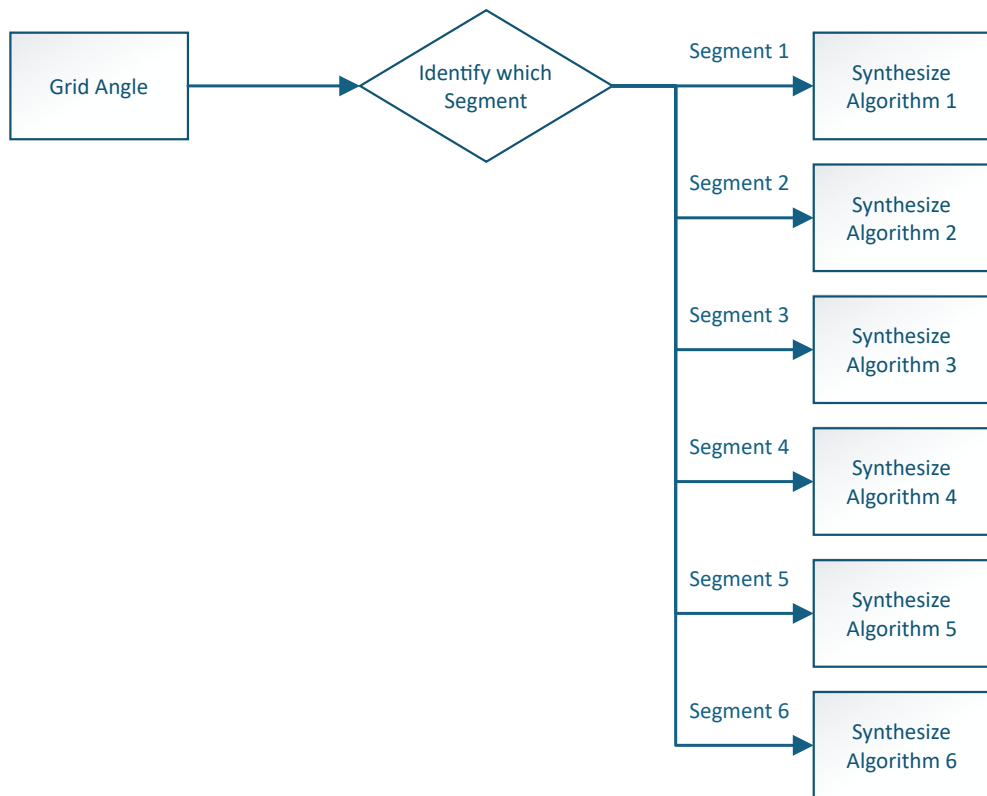 Grid Angle
Identify which
Segment
Segment 1
Synthesize
Algorithm 1
Segment 2
Synthesize
Algorithm 2
Segment 3
Synthesize
Algorithm 3
Segment 4
Synthesize
Algorithm 4
Segment 5
Synthesize
Algorithm 5
Segment 6
Synthesize
Algorithm 6